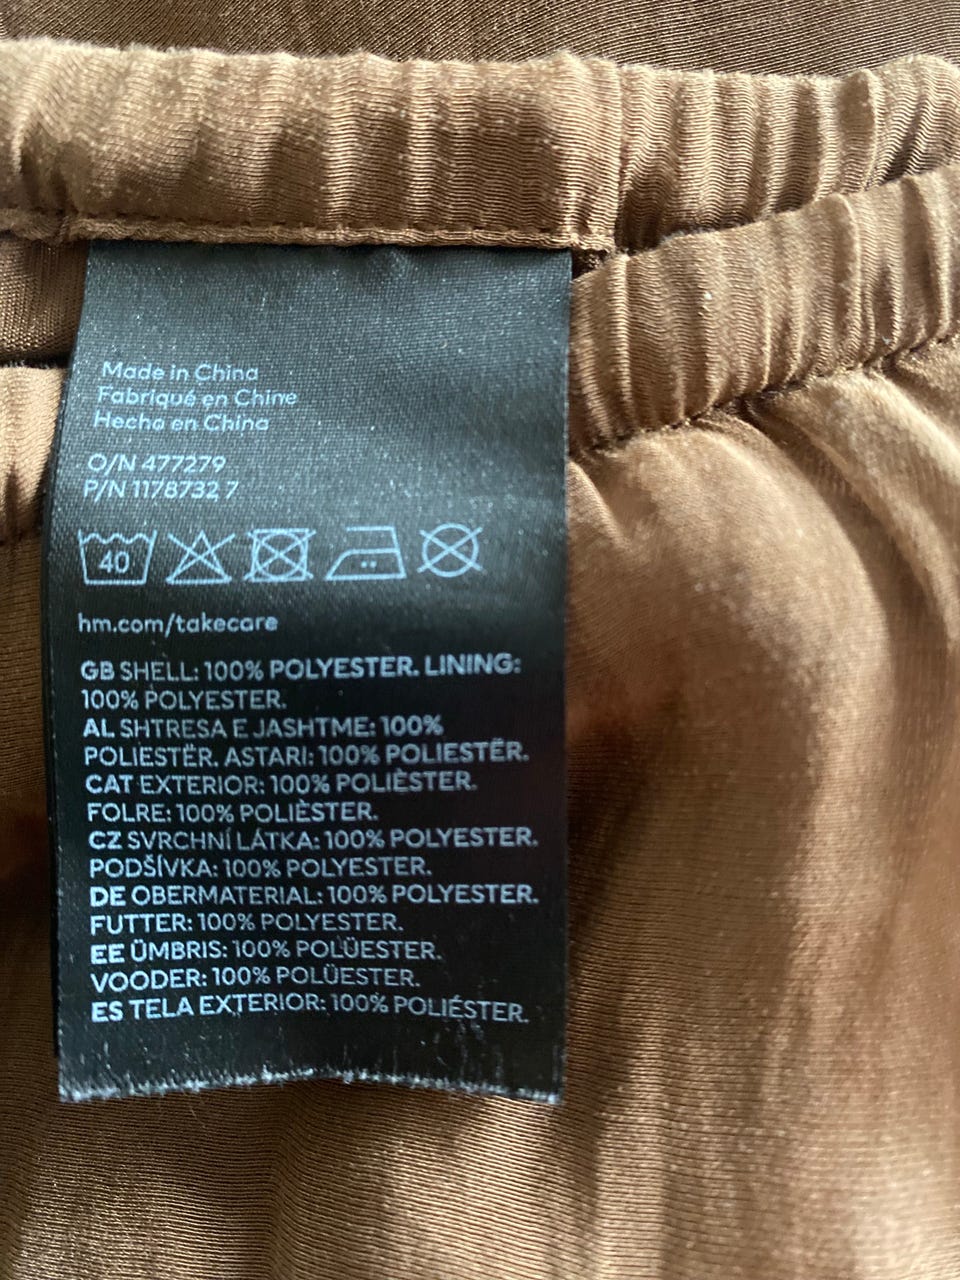 Made in China
Fabriqué en Chine
Hecho en China
O/N 477279
P/N 1178732 7
40
hm.com/takecare
GB SHELL: 100% POLYESTER. LINING:
100% POLYESTER.
AL SHTRESA E JASHTME: 100%
POLIESTËR. ASTARI: 100% POLIESTËR.
CAT EXTERIOR: 100% POLIÈSTER.
FOLRE: 100% POLIÈSTER.
CZ SVRCHNÍ LÁTKA: 100% POLYESTER.
PODŠÍVKA: 100% POLYESTER.
DE OBERMATERIAL: 100% POLYESTER.
FUTTER: 100% POLYESTER.
EE ÜMBRIS: 100% POLÜESTER.
VOODER: 100% POLÜESTER.
ES TELA EXTERIOR: 100% POLIÉSTER.